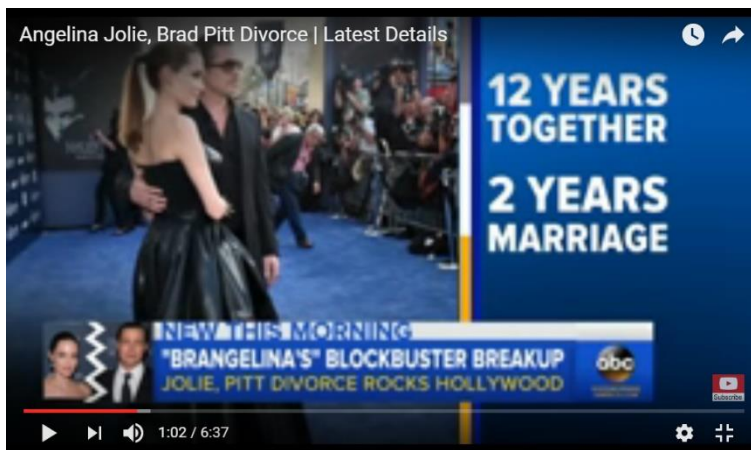 Angelina Jolie, Brad Pitt Divorce | Latest Details
12 YEARS
TOGETHER
2 YEARS
MARRIAGE
NEW THIS MORNING
"BRANGELINA'S" BLOCKBUSTER BREAKUP
JOLIE, PITT DIVORCE ROCKS HOLLYWOOD
abc
Subscribe
1:02 / 6:37